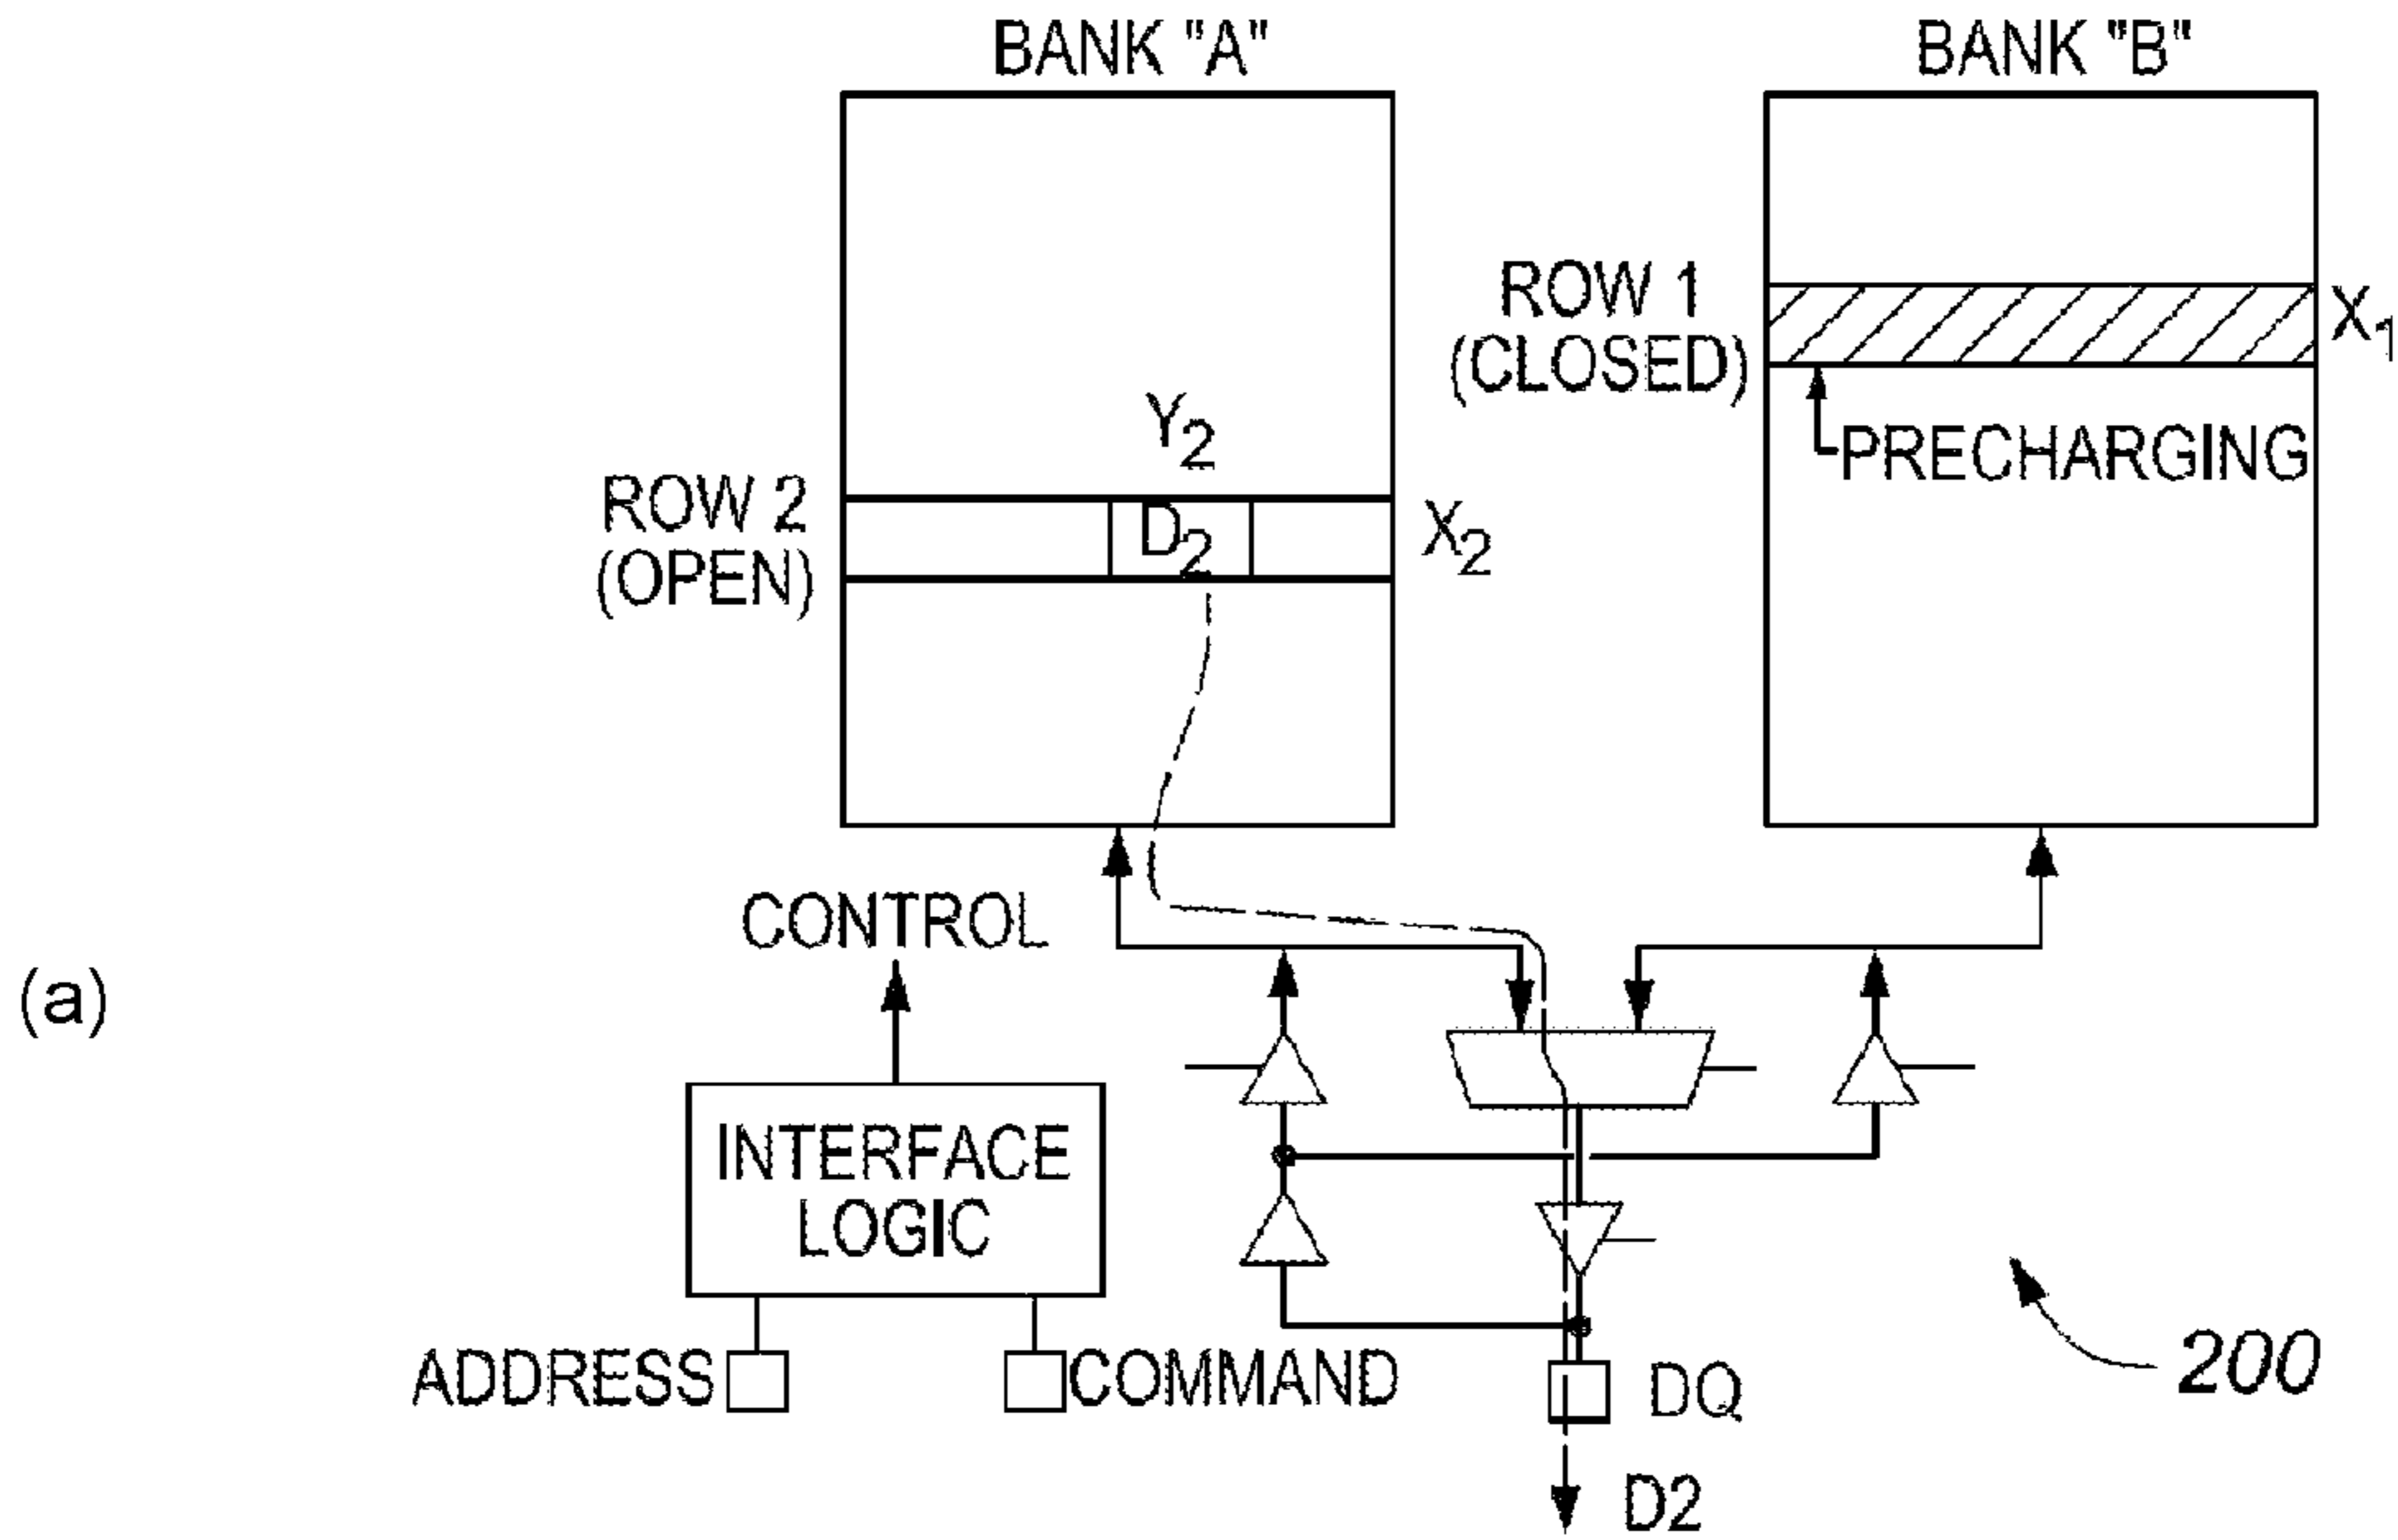 BANK "A"
BANK "B"
ROW 1
(CLOSED)
X₁
PRECHARGING
Y₂
ROW 2
(OPEN)
D₂
X₂
CONTROL
(a)
INTERFACE
LOGIC
ADDRESS
COMMAND
DQ
200
D2